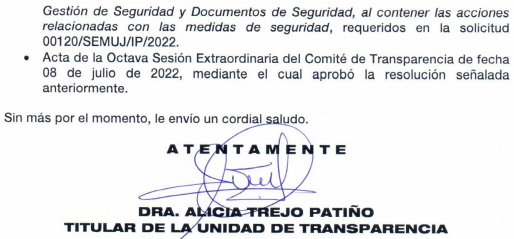 Gestión de Seguridad y Documentos de Seguridad, al contener las acciones
relacionadas con las medidas de seguridad, requeridos en la solicitud
00120/SEMUJ/IP/2022.
• Acta de la Octava Sesión Extraordinaria del Comité de Transparencia de fecha
08 de julio de 2022, mediante el cual aprobó la resolución señalada
anteriormente.
Sin más por el momento, le envío un cordial saludo.
A T E N T A M E N T E
DRA. ALICIA TREJO PATIÑO
TITULAR DE LA UNIDAD DE TRANSPARENCIA